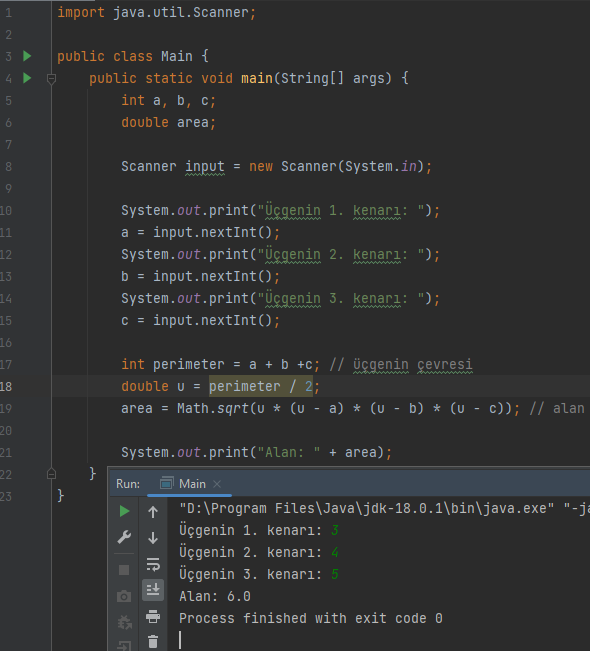 1 import java.util.Scanner;
2
3 public class Main {
4 public static void main(String[] args) {
5 int a, b, c;
6 double area;
7
8 Scanner input = new Scanner(System.in);
9
10 System.out.print("Üçgenin 1. kenarı: ");
11 a = input.nextInt();
12 System.out.print("Üçgenin 2. kenarı: ");
13 b = input.nextInt();
14 System.out.print("Üçgenin 3. kenarı: ");
15 c = input.nextInt();
16
17 int perimeter = a + b +c; // üçgenin çevresi
18 double u = perimeter / 2;
19 area = Math.sqrt(u * (u - a) * (u - b) * (u - c)); // alan
20
21 System.out.print("Alan: " + area);
22 }
23 }
Run: Main ×
"D:\Program Files\Java\jdk-18.0.1\bin\java.exe" "-ja
Üçgenin 1. kenarı: 3
Üçgenin 2. kenarı: 4
Üçgenin 3. kenarı: 5
Alan: 6.0
Process finished with exit code 0